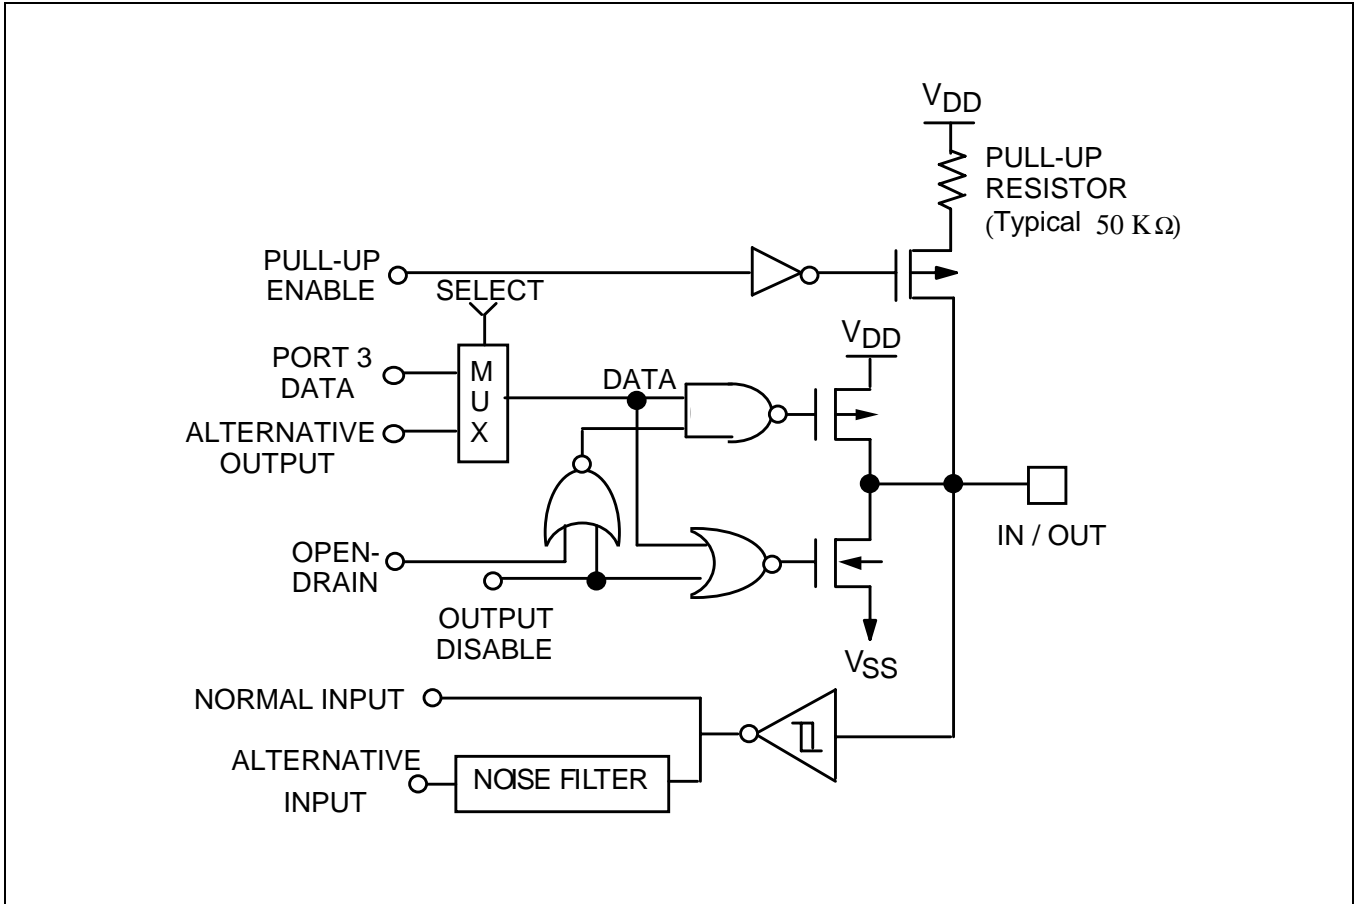 VDD
PULL-UP
RESISTOR
(Typical 50 KΩ)
PULL-UP
ENABLE
SELECT
VDD
PORT 3
DATA
M
U
X
DATA
ALTERNATIVE
OUTPUT
OPEN-
DRAIN
IN / OUT
OUTPUT
DISABLE
VSS
NORMAL INPUT
ALTERNATIVE
INPUT
NOISE FILTER